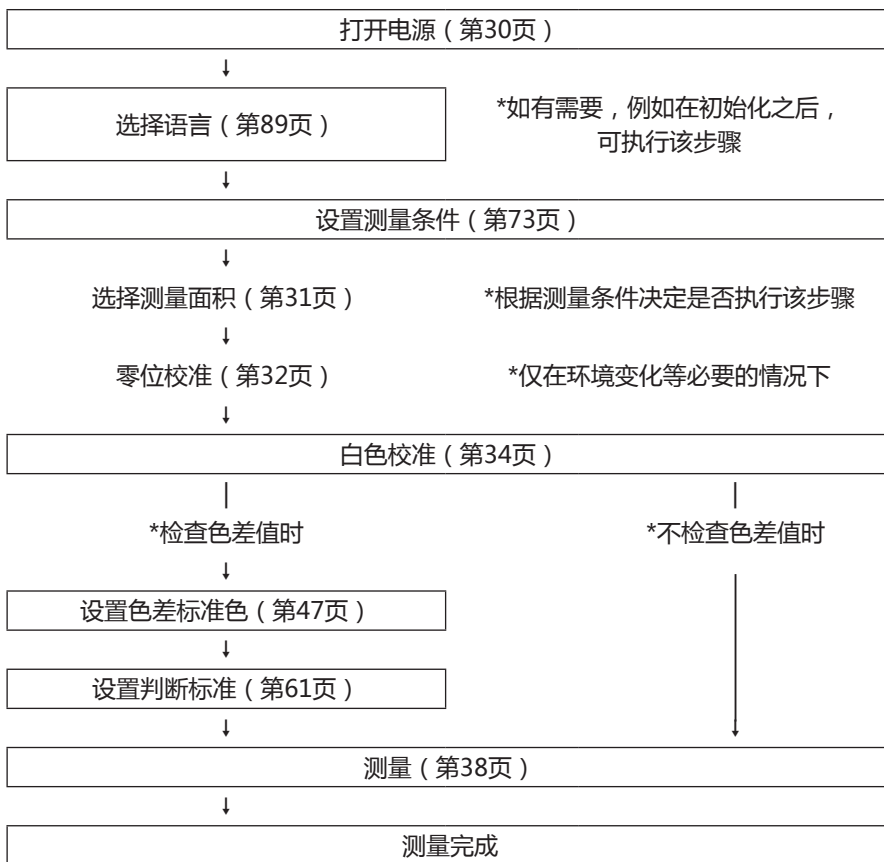 打开电源（第30页）
↓
选择语言（第89页）
*如有需要，例如在初始化之后，
可执行该步骤
↓
设置测量条件（第73页）
↓
选择测量面积（第31页）
*根据测量条件决定是否执行该步骤
↓
零位校准（第32页）
*仅在环境变化等必要的情况下
↓
白色校准（第34页）
*检查色差值时
*不检查色差值时
↓
设置色差标准色（第47页）
↓
设置判断标准（第61页）
↓
测量（第38页）
↓
测量完成